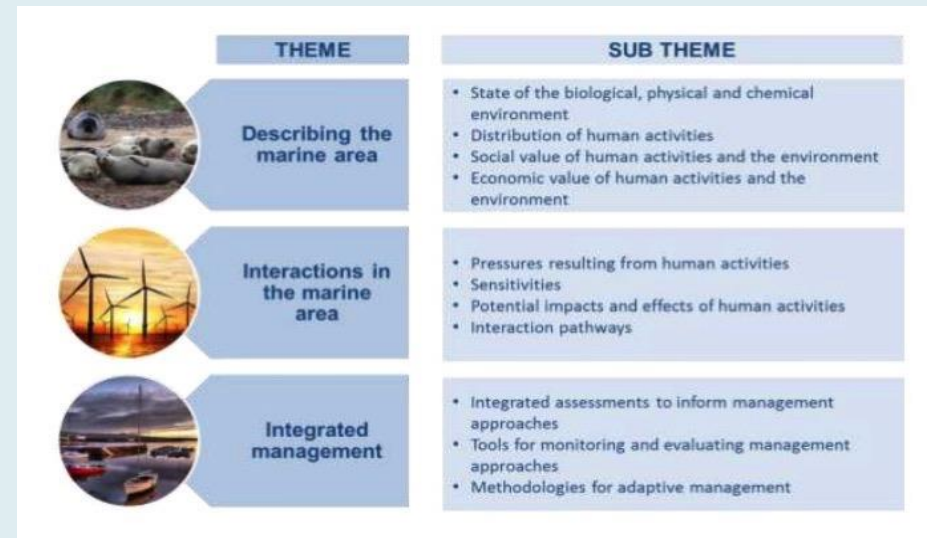 THEME
SUB THEME
Describing the
marine area
• State of the biological, physical and chemical
environment
• Distribution of human activities
• Social value of human activities and the environment
• Economic value of human activities and the
environment
Interactions in
the marine
area
• Pressures resulting from human activities
• Sensitivities
• Potential impacts and effects of human activities
• Interaction pathways
Integrated
management
• Integrated assessments to inform management
approaches
• Tools for monitoring and evaluating management
approaches
• Methodologies for adaptive management